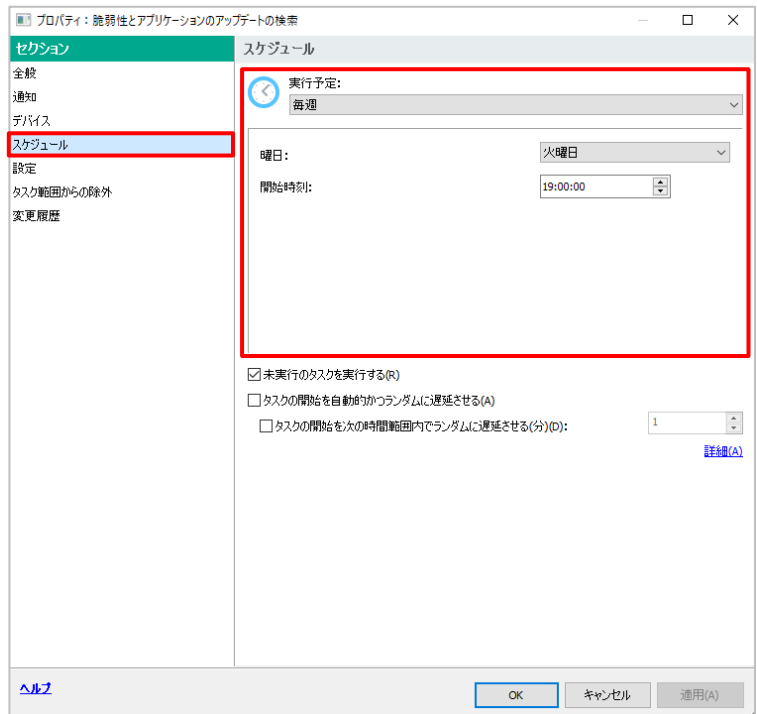 プロパティ：脆弱性とアプリケーションのアップデートの検索
セクション
全般
通知
デバイス
スケジュール
設定
タスク範囲からの除外
変更履歴
スケジュール
実行予定:
毎週
曜日:
火曜日
開始時刻:
19:00:00
未実行のタスクを実行する(R)
タスクの開始を自動的かつランダムに遅延させる(A)
タスクの開始を次の時間範囲内でランダムに遅延させる(分)(D):
1
詳細(A)
ヘルプ
OK
キャンセル
適用(A)